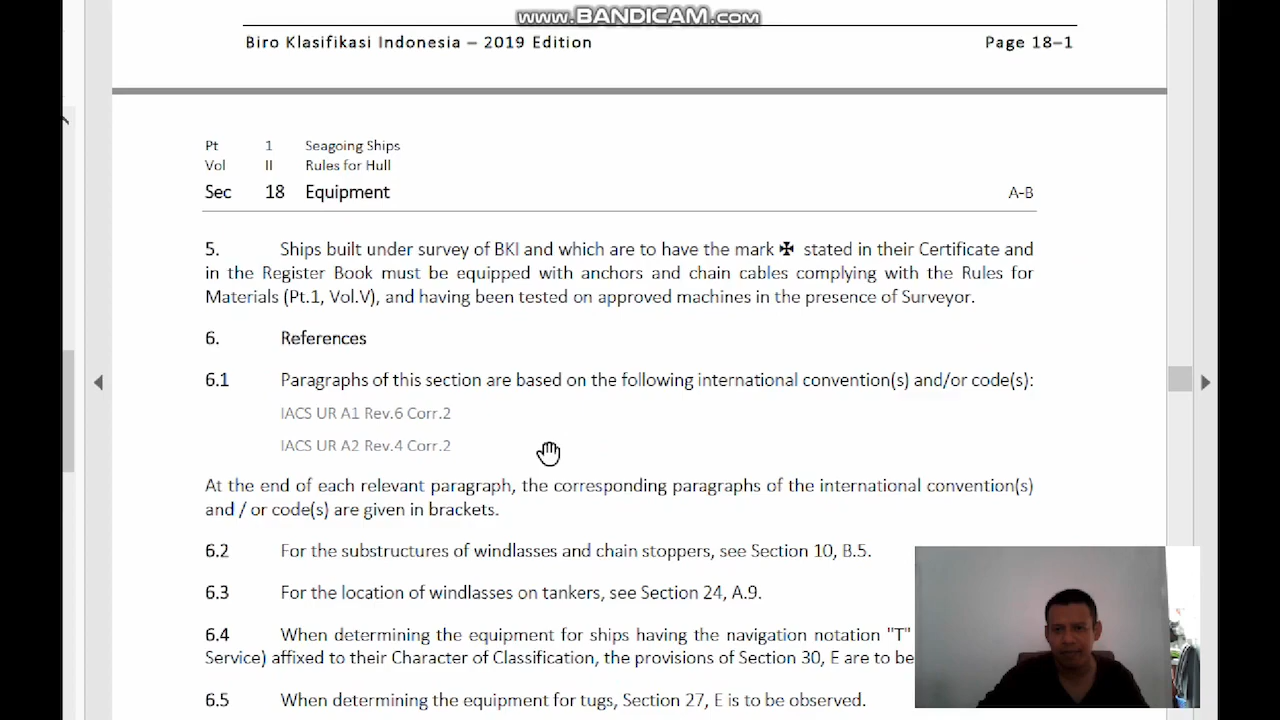 www.BANDICAM.com
Biro Klasifikasi Indonesia – 2019 Edition Page 18–1
Pt 1 Seagoing Ships
Vol II Rules for Hull
Sec 18 Equipment A-B
5. Ships built under survey of BKI and which are to have the mark ✠ stated in their Certificate and
in the Register Book must be equipped with anchors and chain cables complying with the Rules for
Materials (Pt.1, Vol.V), and having been tested on approved machines in the presence of Surveyor.
6. References
6.1 Paragraphs of this section are based on the following international convention(s) and/or code(s):
IACS UR A1 Rev.6 Corr.2
IACS UR A2 Rev.4 Corr.2
At the end of each relevant paragraph, the corresponding paragraphs of the international convention(s)
and / or code(s) are given in brackets.
6.2 For the substructures of windlasses and chain stoppers, see Section 10, B.5.
6.3 For the location of windlasses on tankers, see Section 24, A.9.
6.4 When determining the equipment for ships having the navigation notation "T"
Service) affixed to their Character of Classification, the provisions of Section 30, E are to be
6.5 When determining the equipment for tugs, Section 27, E is to be observed.